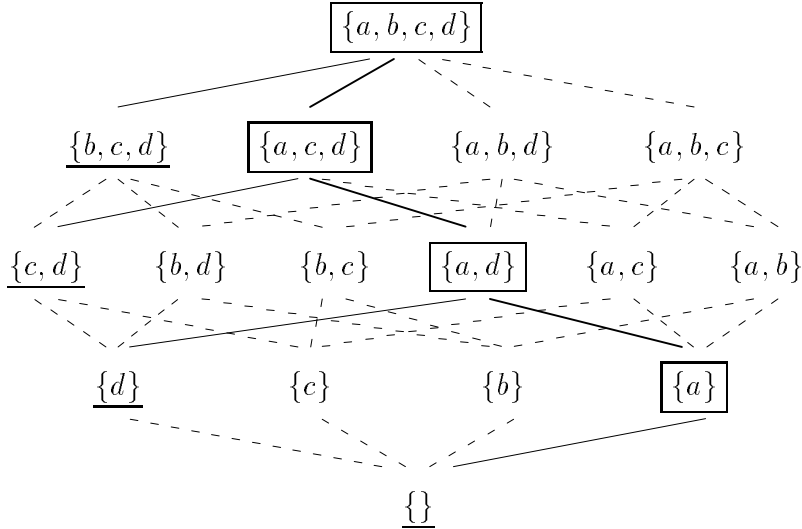 {a, b, c, d}
{b, c, d} {a, c, d} {a, b, d} {a, b, c}
{c, d} {b, d} {b, c} {a, d} {a, c} {a, b}
{d} {c} {b} {a}
{}